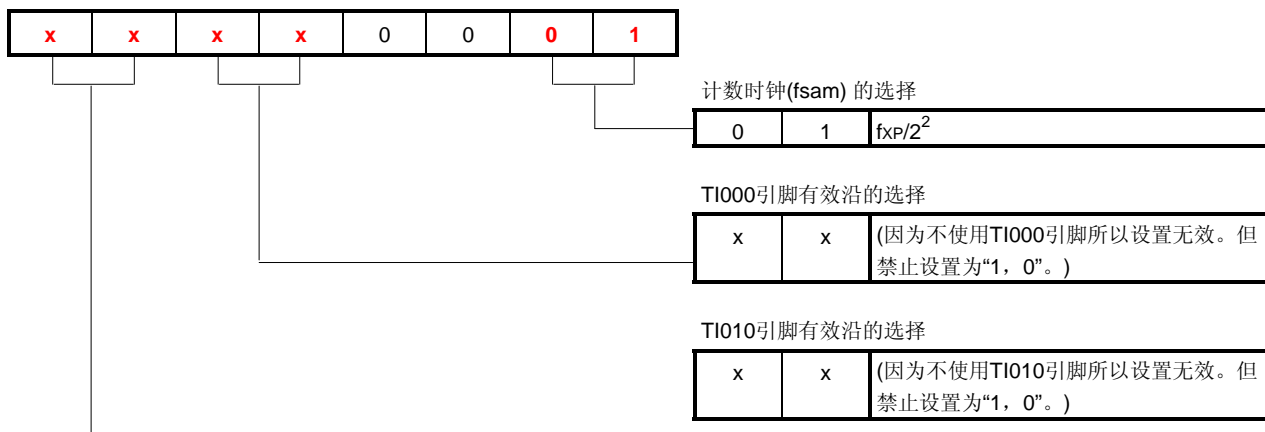 x x x x 0 0 0 1
计数时钟(fsam) 的选择
0 1 fXP/2²
TI000引脚有效沿的选择
x x (因为不使用TI000引脚所以设置无效。但
禁止设置为“1，0”。)
TI010引脚有效沿的选择
x x (因为不使用TI010引脚所以设置无效。但
禁止设置为“1，0”。)